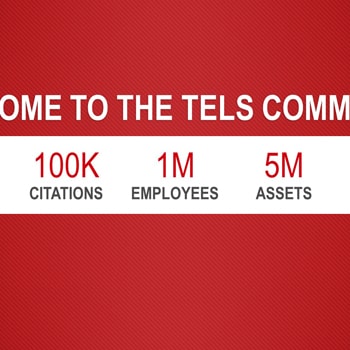 OME TO THE TELS COMM
100K 1M 5M
CITATIONS EMPLOYEES ASSETS